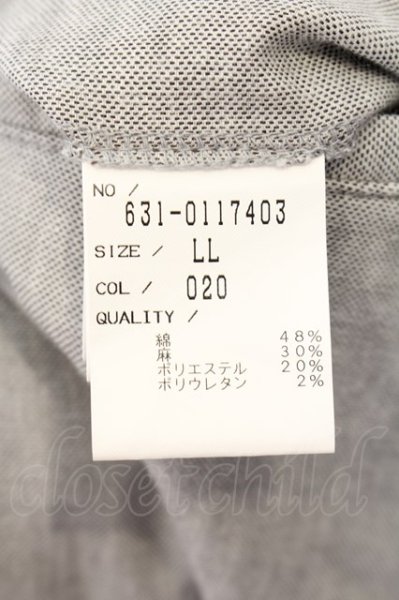 NO /
631-0117403
SIZE / LL
COL / 020
QUALITY /
綿 48%
麻 30%
ポリエステル 20%
ポリウレタン 2%
closetchild